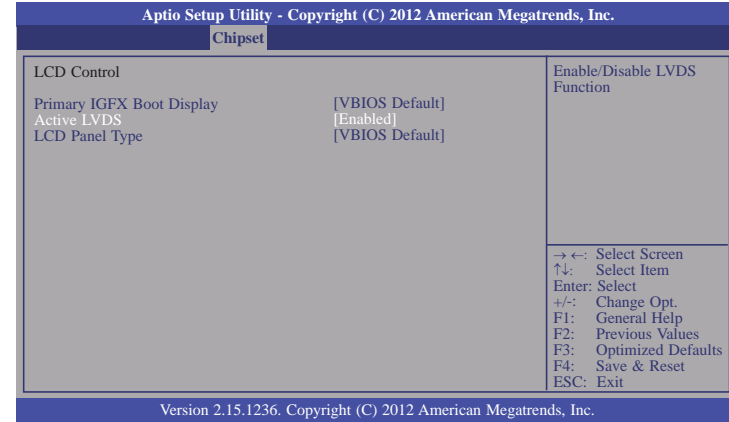 Aptio Setup Utility - Copyright (C) 2012 American Megatrends, Inc.
Chipset
LCD Control
Primary IGFX Boot Display [VBIOS Default]
Active LVDS [Enabled]
LCD Panel Type [VBIOS Default]
Enable/Disable LVDS
Function
→ ←: Select Screen
↑↓: Select Item
Enter: Select
+/-: Change Opt.
F1: General Help
F2: Previous Values
F3: Optimized Defaults
F4: Save & Reset
ESC: Exit
Version 2.15.1236. Copyright (C) 2012 American Megatrends, Inc.